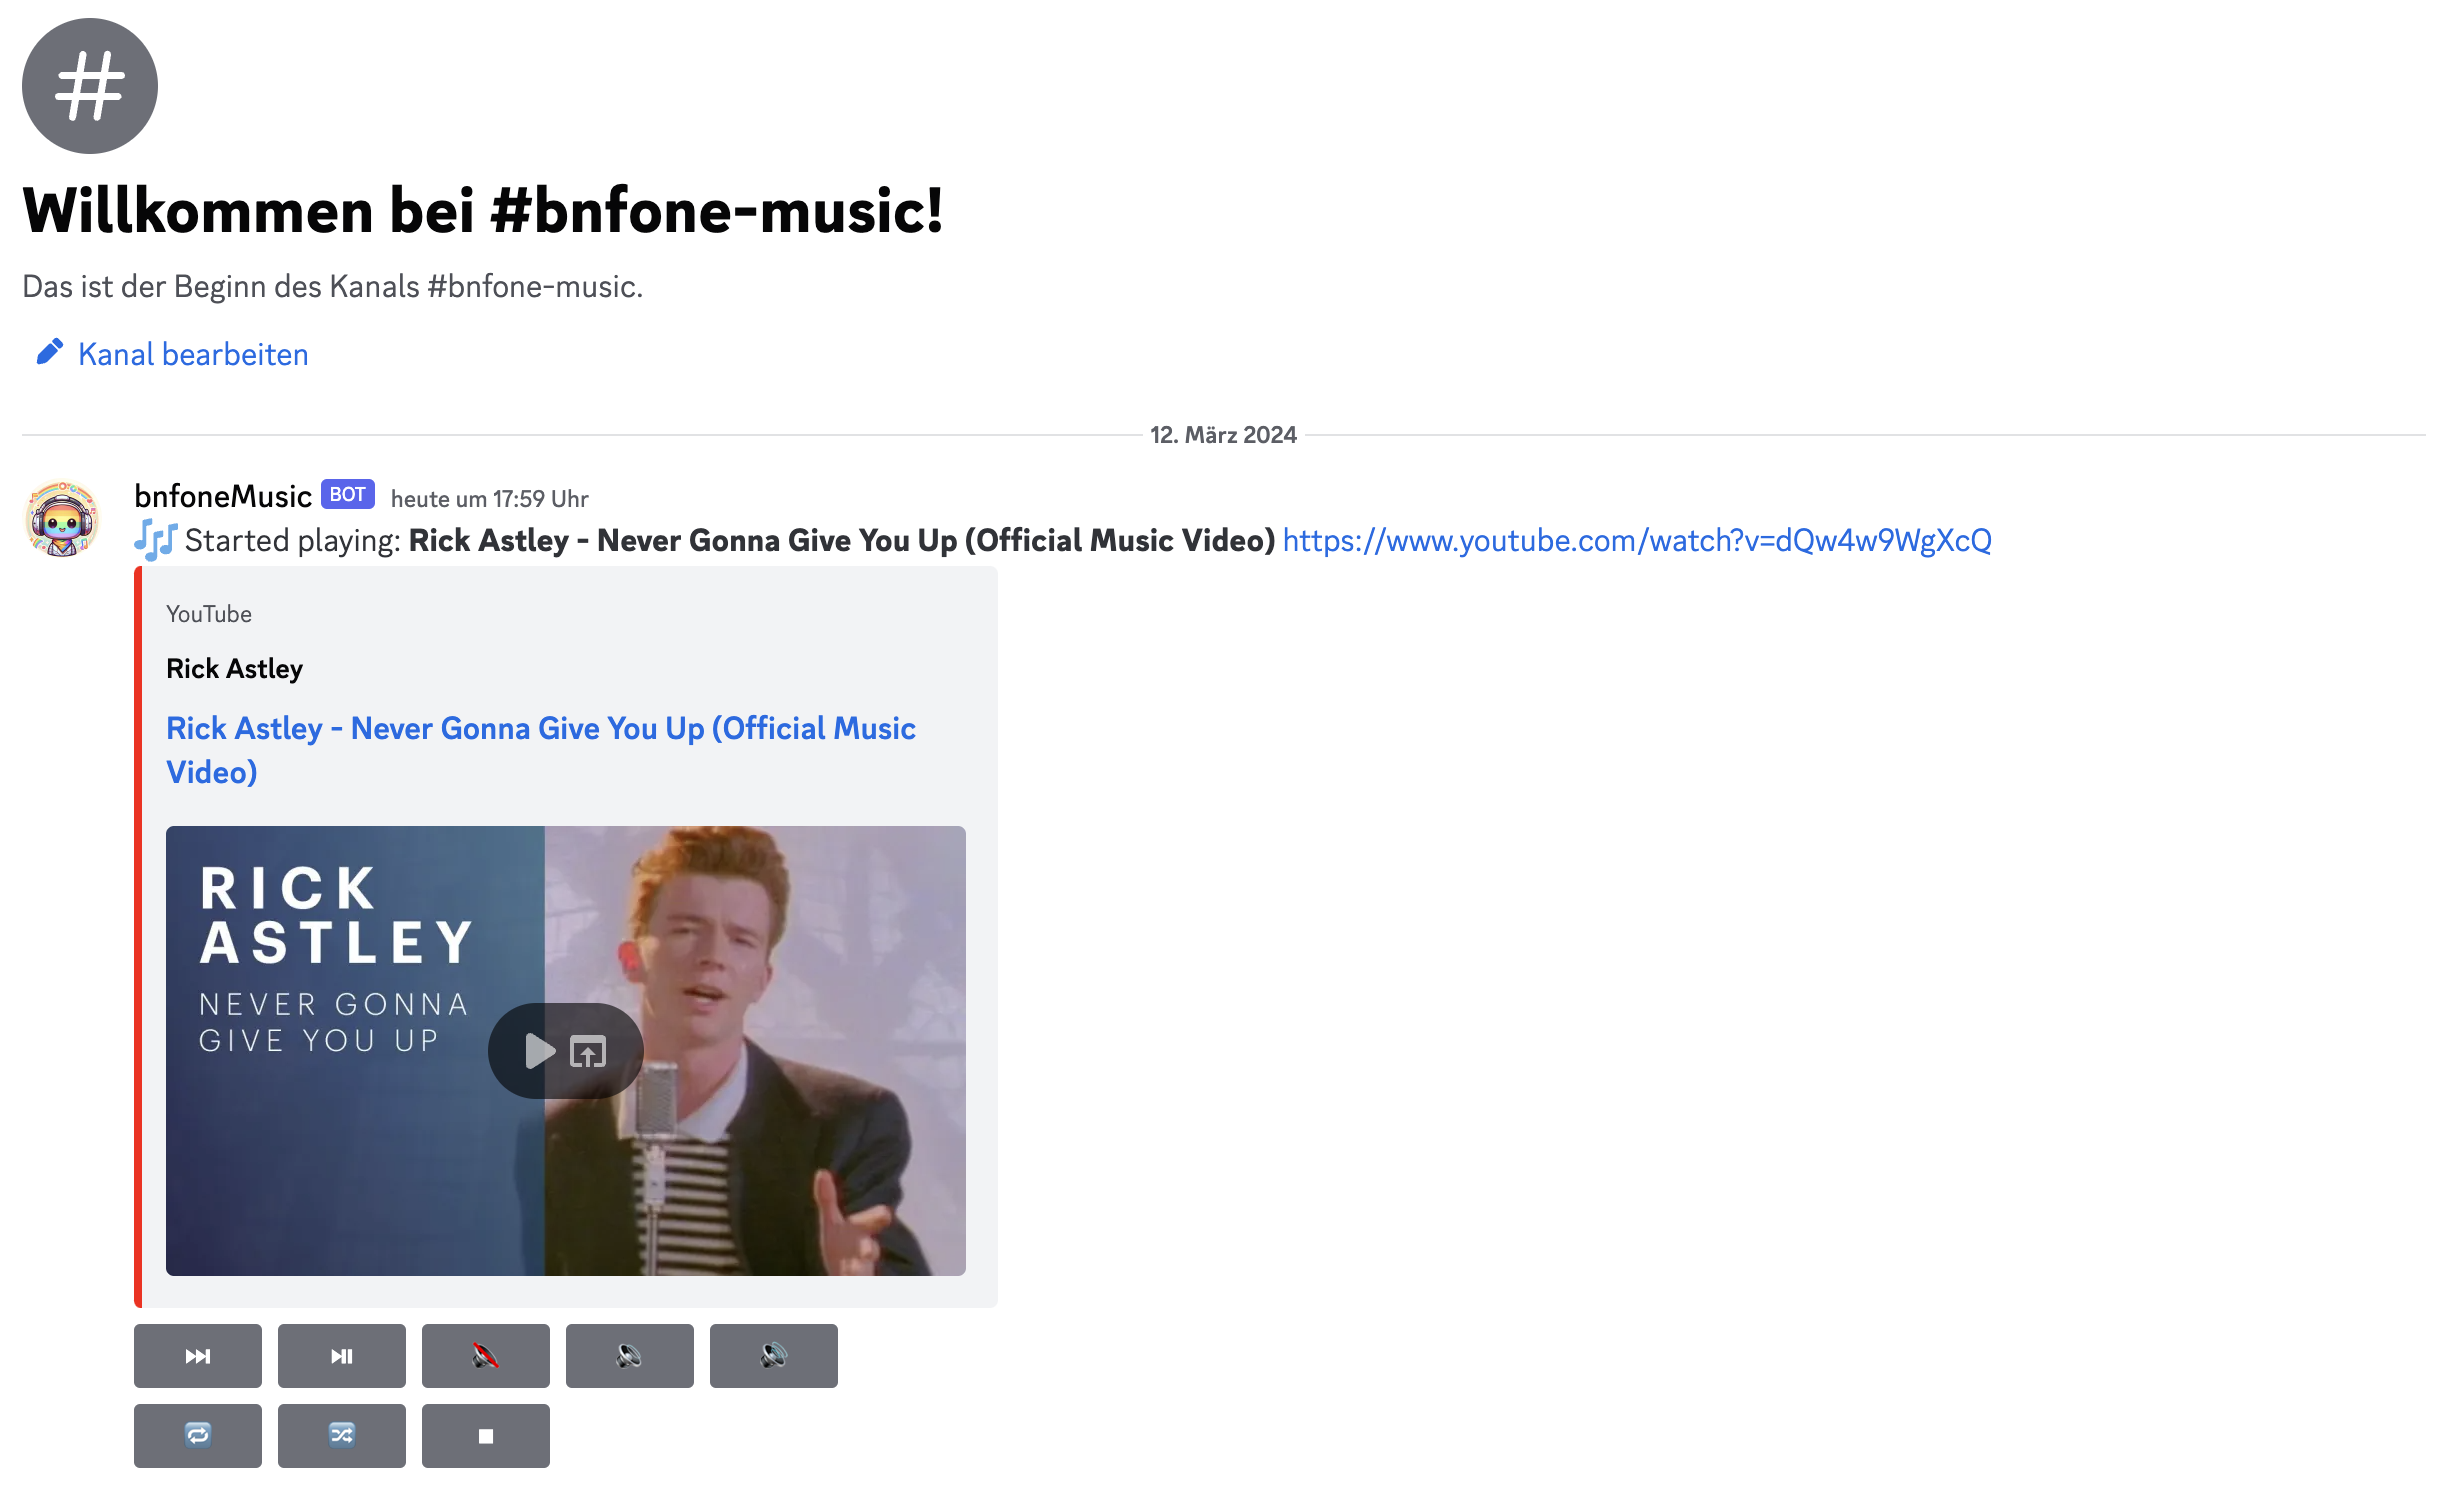 Willkommen bei #bnfone-music!
Das ist der Beginn des Kanals #bnfone-music.
Kanal bearbeiten
12. März 2024
bnfoneMusic BOT heute um 17:59 Uhr
🎶 Started playing: Rick Astley - Never Gonna Give You Up (Official Music Video) https://www.youtube.com/watch?v=dQw4w9WgXcQ
YouTube
Rick Astley
Rick Astley - Never Gonna Give You Up (Official Music
Video)
RICK
ASTLEY
NEVER GONNA
GIVE YOU UP